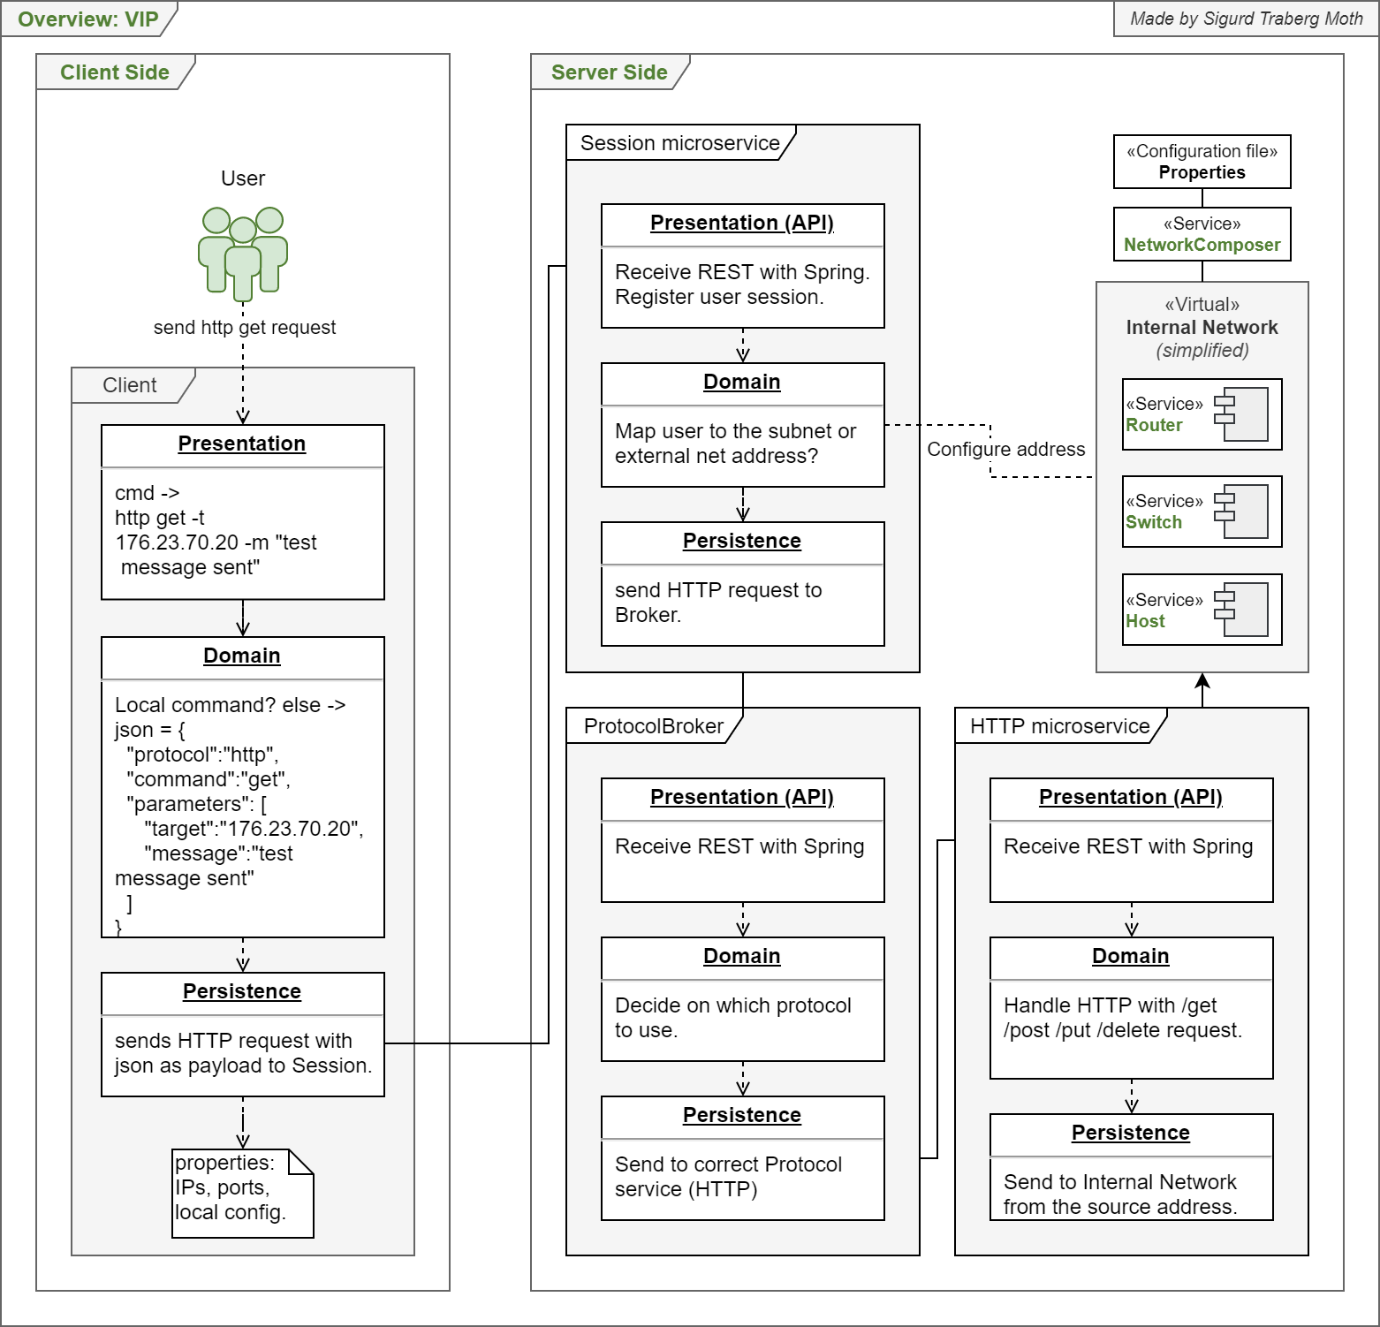 Overview: VIP
Made by Sigurd Traberg Moth
Client Side
User
send http get request
Client
Presentation
cmd ->
http get -t
176.23.70.20 -m "test
message sent"
Domain
Local command? else ->
json = {
"protocol":"http",
"command":"get",
"parameters": [
"target":"176.23.70.20",
"message":"test
message sent"
]
}
Persistence
sends HTTP request with
json as payload to Session.
properties:
IPs, ports,
local config.
Server Side
Session microservice
Presentation (API)
Receive REST with Spring.
Register user session.
Domain
Map user to the subnet or
external net address?
Persistence
send HTTP request to
Broker.
Configure address
«Configuration file»
Properties
«Service»
NetworkComposer
«Virtual»
Internal Network
(simplified)
«Service»
Router
«Service»
Switch
«Service»
Host
ProtocolBroker
Presentation (API)
Receive REST with Spring
Domain
Decide on which protocol
to use.
Persistence
Send to correct Protocol
service (HTTP)
HTTP microservice
Presentation (API)
Receive REST with Spring
Domain
Handle HTTP with /get
/post /put /delete request.
Persistence
Send to Internal Network
from the source address.